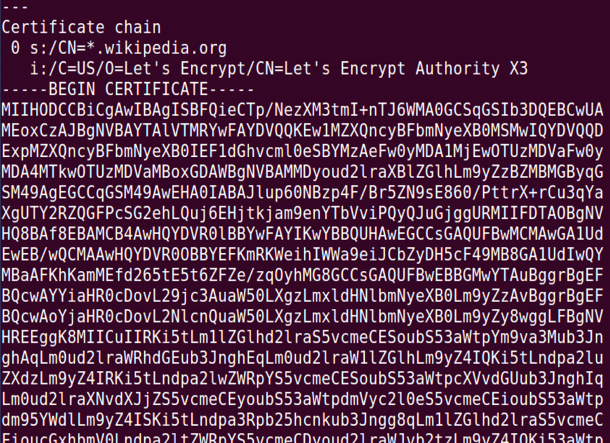 ---
Certificate chain
0 s:/CN=*.wikipedia.org
i:/C=US/O=Let's Encrypt/CN=Let's Encrypt Authority X3
-----BEGIN CERTIFICATE-----
MIIHODCCBiCgAwIBAgISBFQieCTp/NezXM3tmI+nTJ6WMA0GCSqGSIb3DQEBCwUA
MEoxCzAJBgNVBAYTAlVTMRYwFAYDVQQKEw1MZXQncyBFbmNyeXB0MSMwIQYDVQQD
ExpMZXQncyBFbmNyeXB0IEF1dGhvcml0eSBYMzAeFw0yMDA1MjEwOTUzMDVaFw0y
MDA4MTkwOTUzMDVaMBoxGDAWBgNVBAMMDyoud2lraXBlZGlhLm9yZzBZMBMGByqG
SM49AgEGCCqGSM49AwEHA0IABAJlup60NBzp4F/Br5ZN9sE860/PttrX+rCu3qYa
XgUTY2RZQGFPcSG2ehLQuj6EHjtkjam9enYTbVviPQyQJuGjggURMIIFDTAOBgNV
HQ8BAf8EBAMCB4AwHQYDVR0lBBYwFAYIKwYBBQUHAwEGCCsGAQUFBwMCMAwGA1Ud
EwEB/wQCMAAwHQYDVR0OBBYEFKmRKWeihIWWa9eiJCbZyDH5cF49MB8GA1UdIwQY
MBaAFKhKamMEfd265tE5t6ZFZe/zqOyhMG8GCCsGAQUFBwEBBGMwYTAuBggrBgEF
BQcwAYYiaHR0cDovL29jc3AuaW50LXgzLmxldHNlbmNyeXB0Lm9yZzAvBggrBgEF
BQcwAoYjaHR0cDovL2NlcnQuaW50LXgzLmxldHNlbmNyeXB0Lm9yZy8wggLFBgNV
HREEggK8MIICuIIRKi5tLm1lZGlhd2lraS5vcmeCESoubS53aWtpYm9va3Mub3Jn
ghAqLm0ud2lraWRhdGEub3JnghEqLm0ud2lraW1lZGlhLm9yZ4IQKi5tLndpa2lu
ZXdzLm9yZ4IRKi5tLndpa2lwZWRpYS5vcmeCESoubS53aWtpcXVvdGUub3JnghIq
Lm0ud2lraXNvdXJjZS5vcmeCEyoubS53aWtpdmVyc2l0eS5vcmeCEioubS53aWtp
dm95YWdlLm9yZ4ISKi5tLndpa3Rpb25hcnkub3Jngg8qLm1lZGlhd2lraS5vcmeC